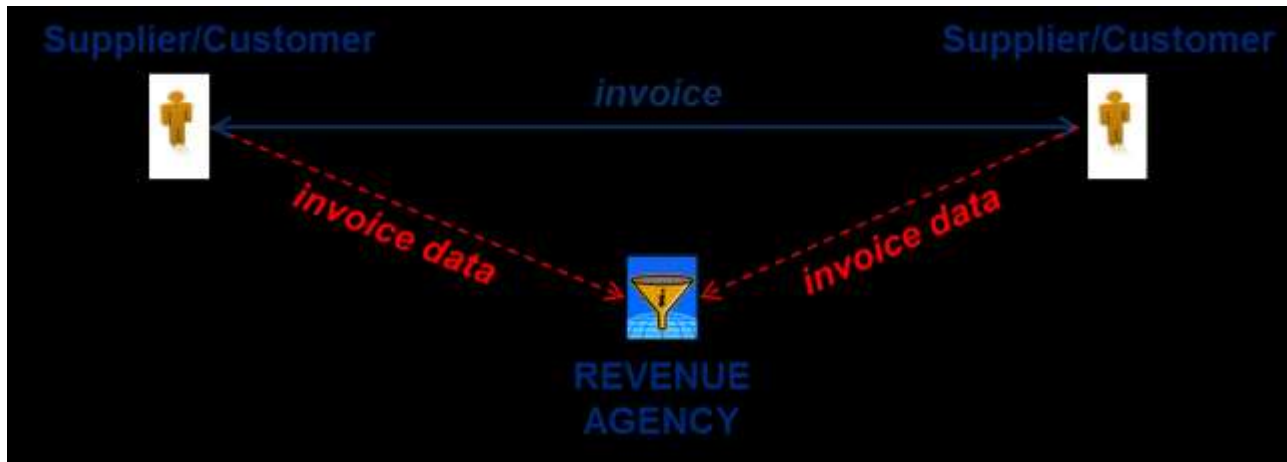 Supplier/Customer
Supplier/Customer
invoice
invoice data
invoice data
i
REVENUE
AGENCY